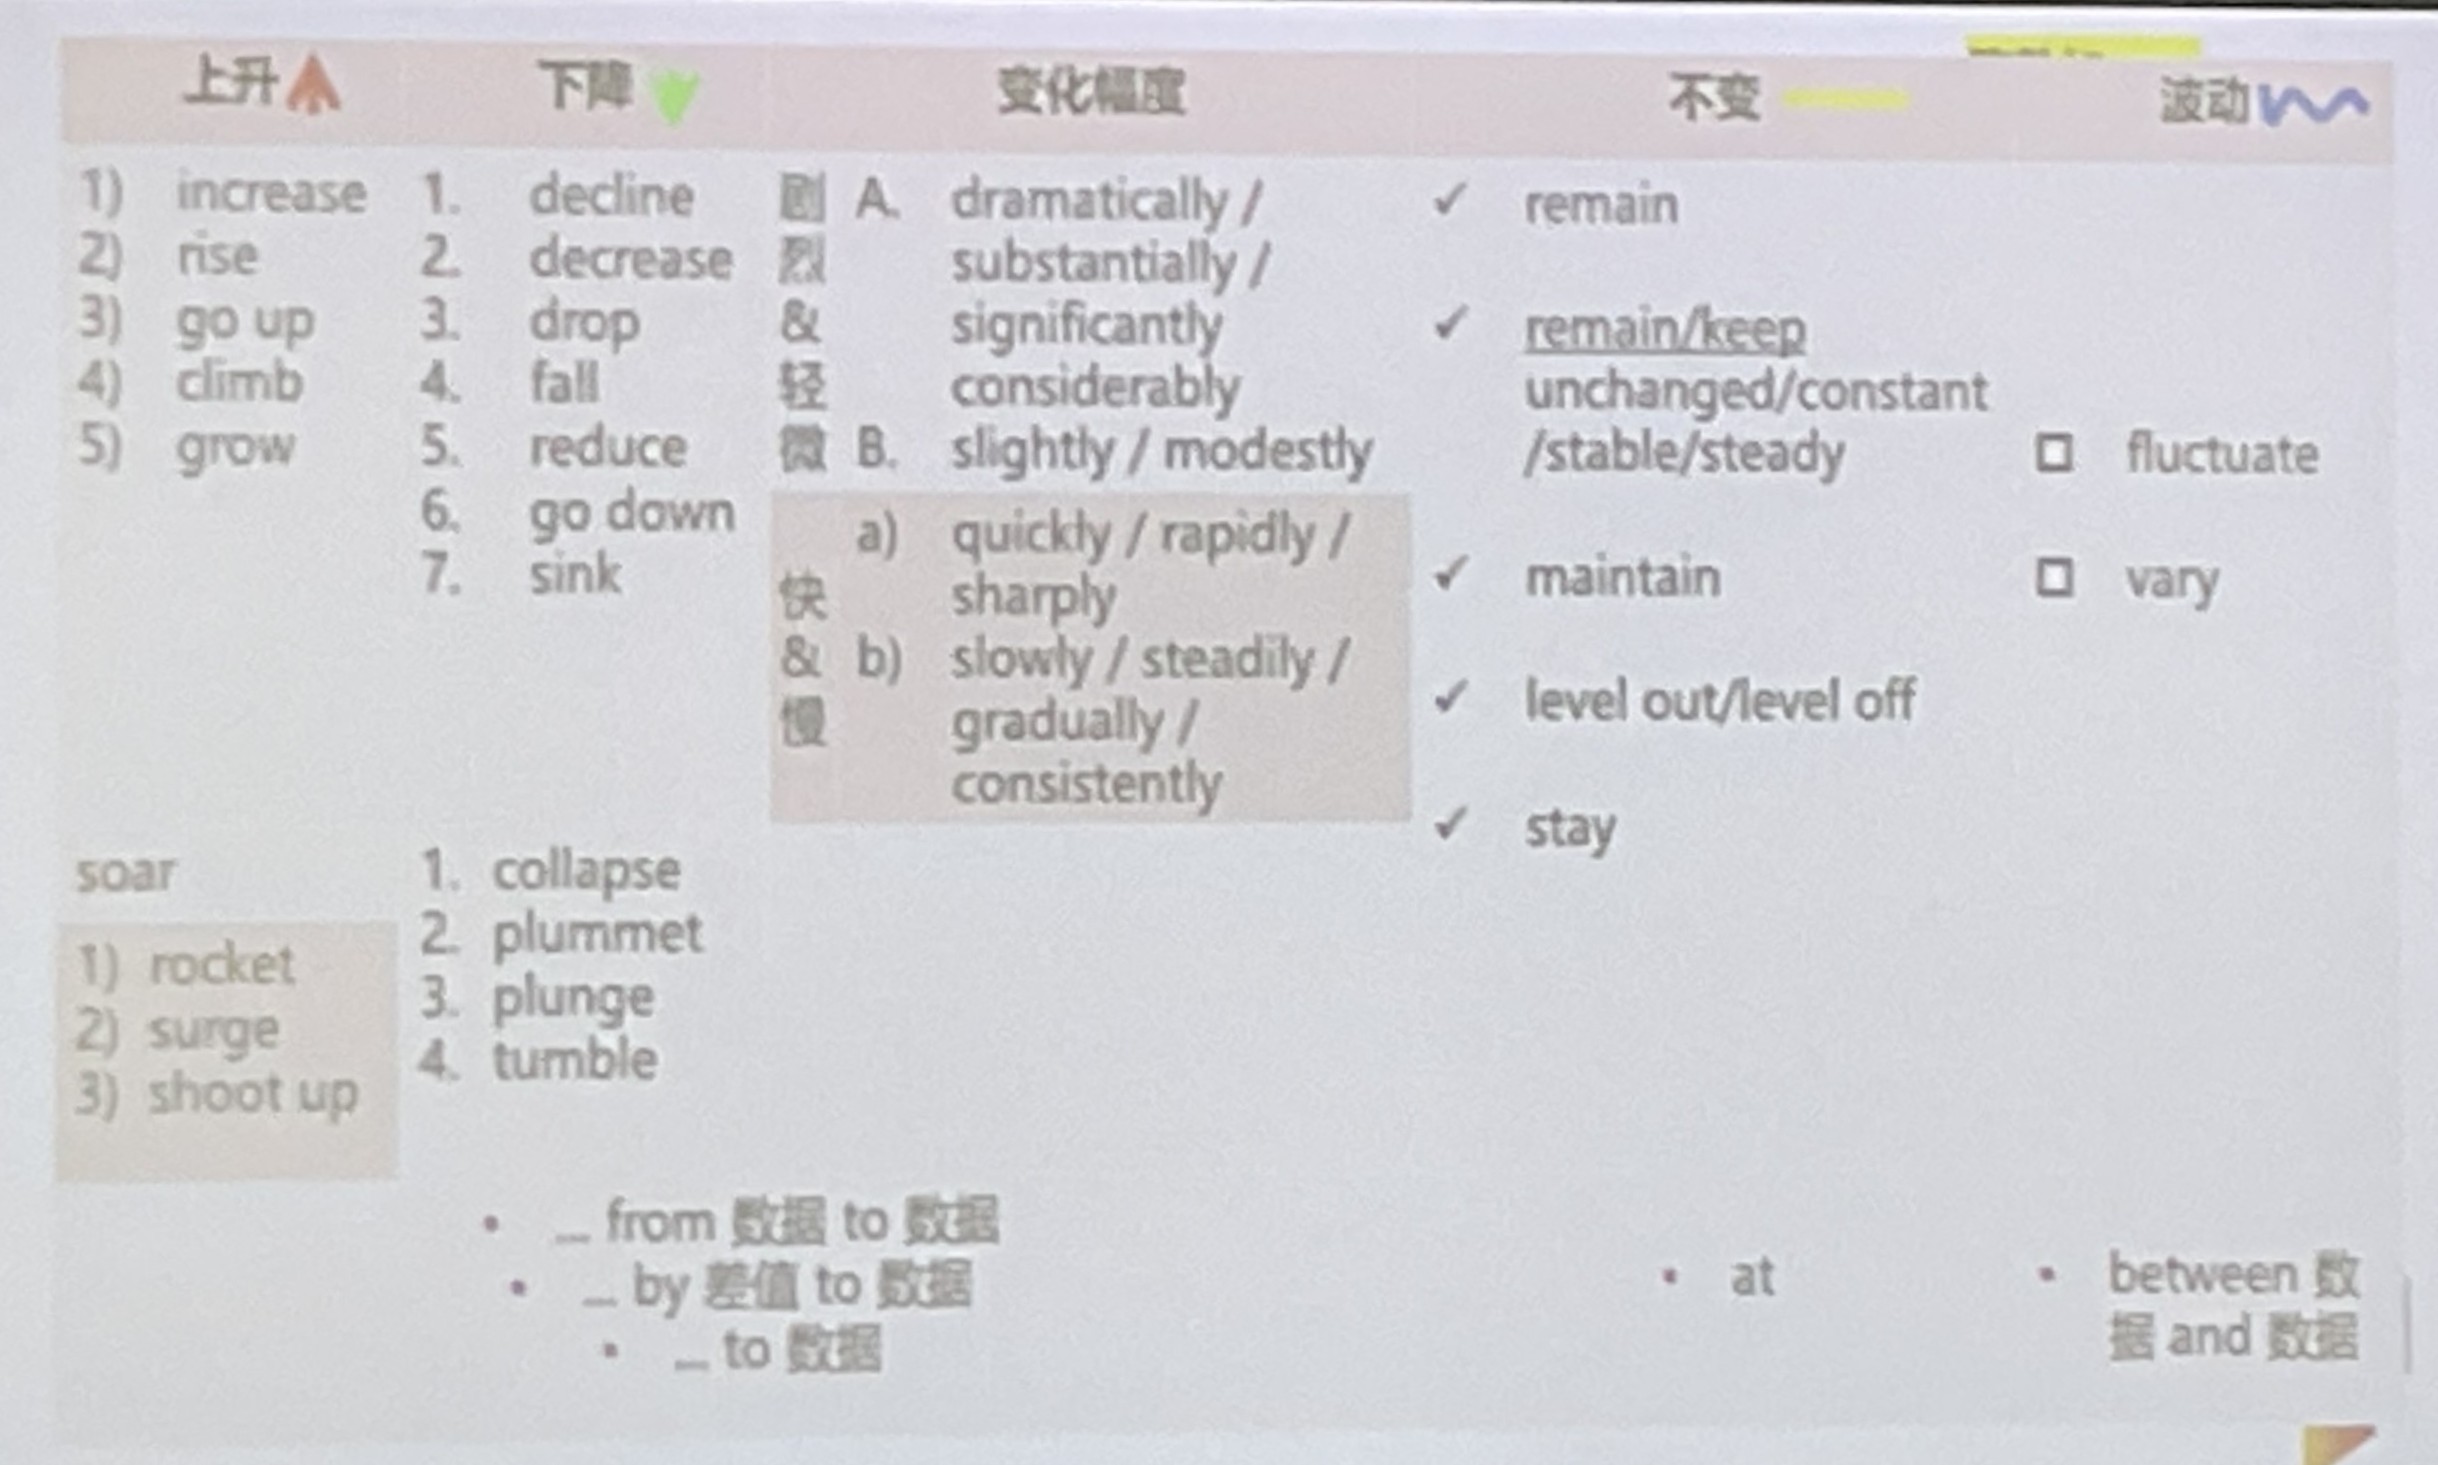 上升
下降
变化幅度
不变
波动
1) increase
2) rise
3) go up
4) climb
5) grow
1. decline
2. decrease
3. drop
4. fall
5. reduce
6. go down
7. sink
剧
烈
&
轻
微
A. dramatically /
substantially /
significantly
considerably
B. slightly / modestly
快
&
慢
a) quickly / rapidly /
sharply
b) slowly / steadily /
gradually /
consistently
✓ remain
✓ remain/keep
unchanged/constant
/stable/steady
✓ maintain
✓ level out/level off
✓ stay
□ fluctuate
□ vary
soar
1) rocket
2) surge
3) shoot up
1. collapse
2. plummet
3. plunge
4. tumble
• _ from 数据 to 数据
• _ by 差值 to 数据
• _ to 数据
• at
• between 数
据 and 数据